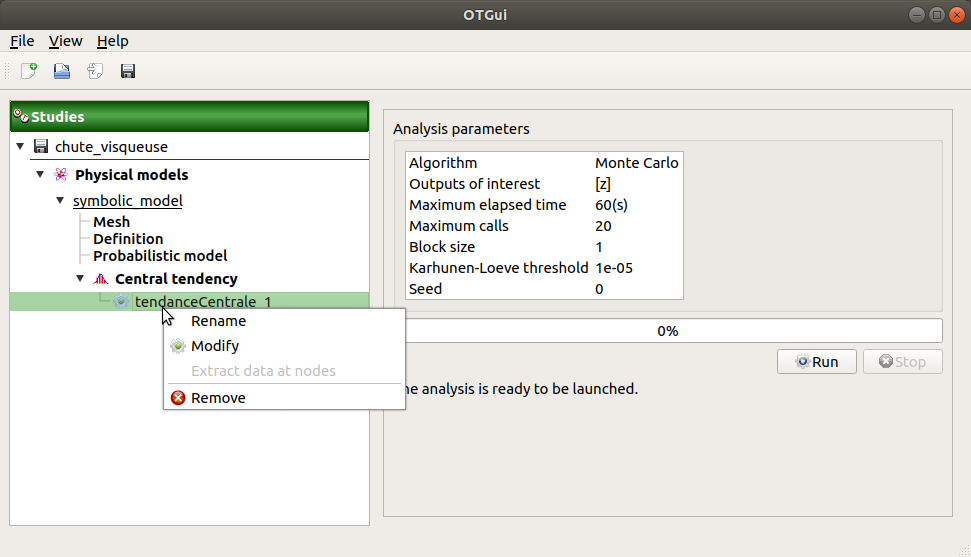 OTGui
File View Help
Studies
chute_visqueuse
Physical models
symbolic_model
Mesh
Definition
Probabilistic model
Central tendency
tendanceCentrale_1
Rename
Modify
Extract data at nodes
Remove
Analysis parameters
Algorithm Monte Carlo
Outputs of interest [z]
Maximum elapsed time 60(s)
Maximum calls 20
Block size 1
Karhunen-Loeve threshold 1e-05
Seed 0
0%
Run Stop
he analysis is ready to be launched.